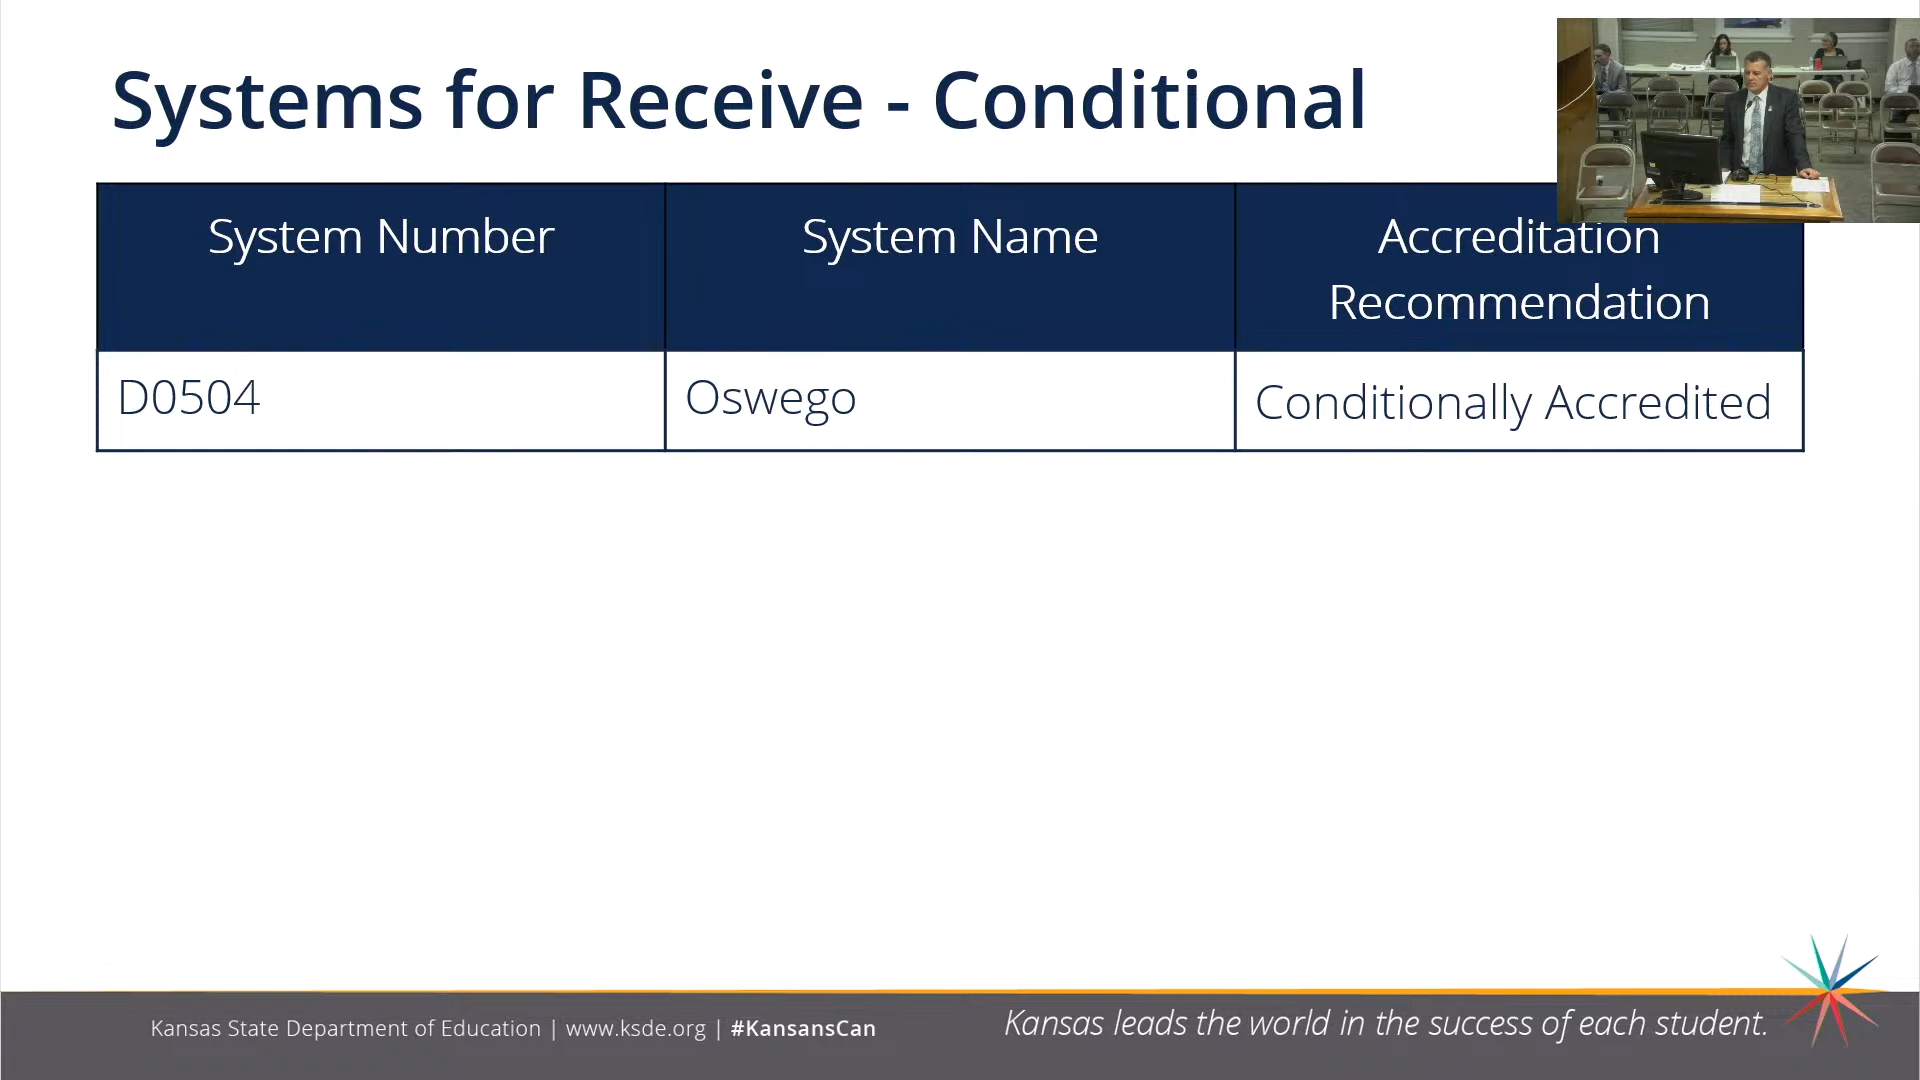 Systems for Receive - Conditional
System Number
System Name
Accreditation
Recommendation
D0504
Oswego
Conditionally Accredited
Kansas State Department of Education | www.ksde.org | #KansansCan
Kansas leads the world in the success of each student.